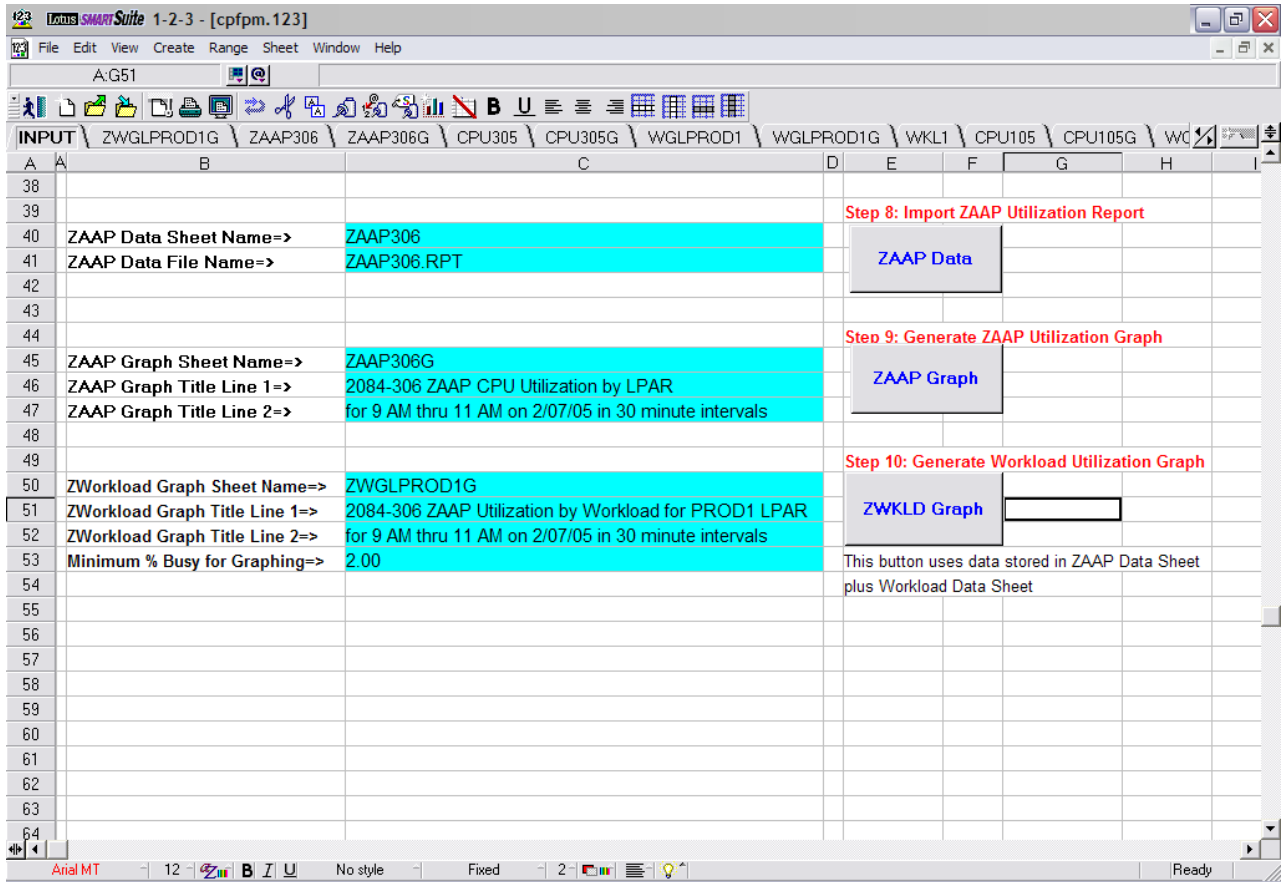 Lotus SMARTSuite 1-2-3 - [cpfpm.123]
File Edit View Create Range Sheet Window Help
A:G51
INPUT ZWGLPROD1G ZAAP306 ZAAP306G CPU305 CPU305G WGLPROD1 WGLPROD1G WKL1 CPU105 CPU105G
A A B C D E F G H I
38
39 Step 8: Import ZAAP Utilization Report
40 ZAAP Data Sheet Name=> ZAAP306
41 ZAAP Data File Name=> ZAAP306.RPT ZAAP Data
42
43
44 Step 9: Generate ZAAP Utilization Graph
45 ZAAP Graph Sheet Name=> ZAAP306G
46 ZAAP Graph Title Line 1=> 2084-306 ZAAP CPU Utilization by LPAR ZAAP Graph
47 ZAAP Graph Title Line 2=> for 9 AM thru 11 AM on 2/07/05 in 30 minute intervals
48
49 Step 10: Generate Workload Utilization Graph
50 ZWorkload Graph Sheet Name=> ZWGLPROD1G
51 ZWorkload Graph Title Line 1=> 2084-306 ZAAP Utilization by Workload for PROD1 LPAR ZWKLD Graph
52 ZWorkload Graph Title Line 2=> for 9 AM thru 11 AM on 2/07/05 in 30 minute intervals
53 Minimum % Busy for Graphing=> 2.00 This button uses data stored in ZAAP Data Sheet
54 plus Workload Data Sheet
55
56
57
58
59
60
61
62
63
64
Arial MT 12 B I U No style Fixed 2 Ready